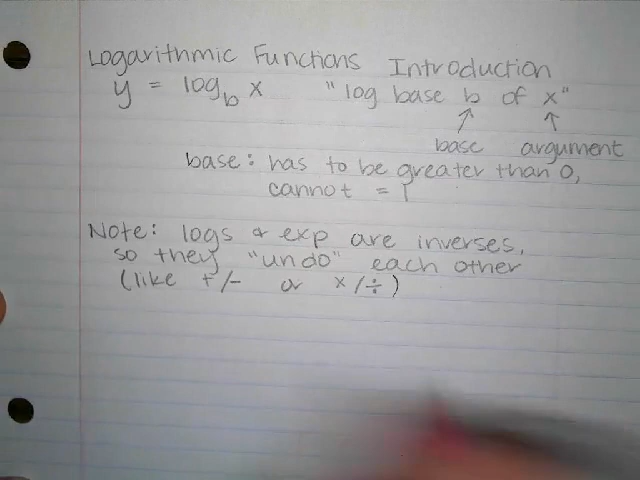 Logarithmic Functions Introduction
y = log_b x "log base b of x"
base argument
base: has to be greater than 0,
cannot = 1
Note: logs & exp are inverses,
so they "undo" each other
(like +/- or ×/÷)